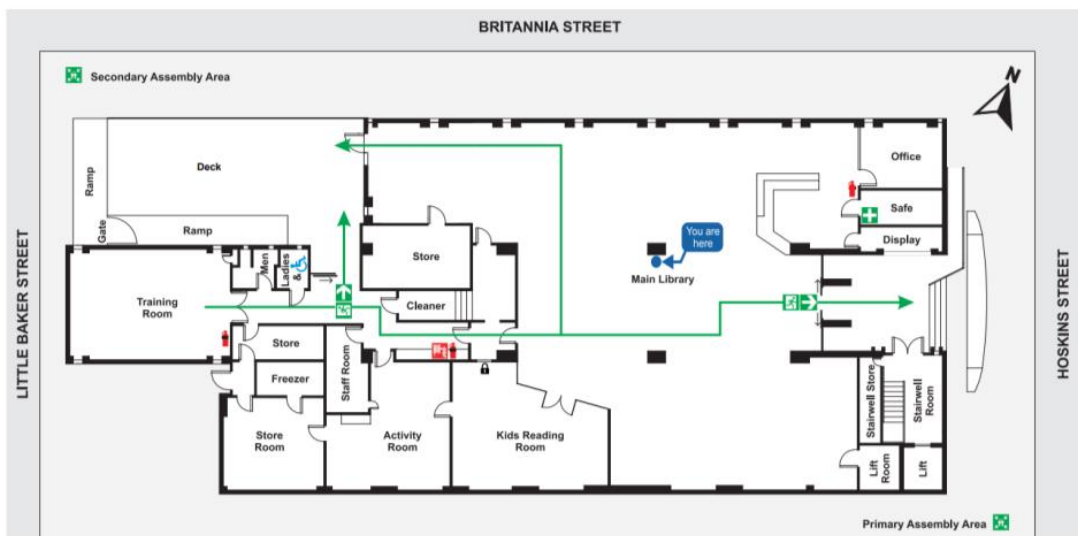 BRITANNIA STREET
Secondary Assembly Area
N
Ramp
Deck
Office
Gate
Ramp
Safe
Display
You are
here
Main Library
Men
Ladies
&
Store
Training
Room
Cleaner
LITTLE BAKER STREET
HOSKINS STREET
Store
Staff Room
Freezer
Stairwell Store
Stairwell
Room
Store
Room
Activity
Room
Kids Reading
Room
Lift
Room
Lift
Primary Assembly Area